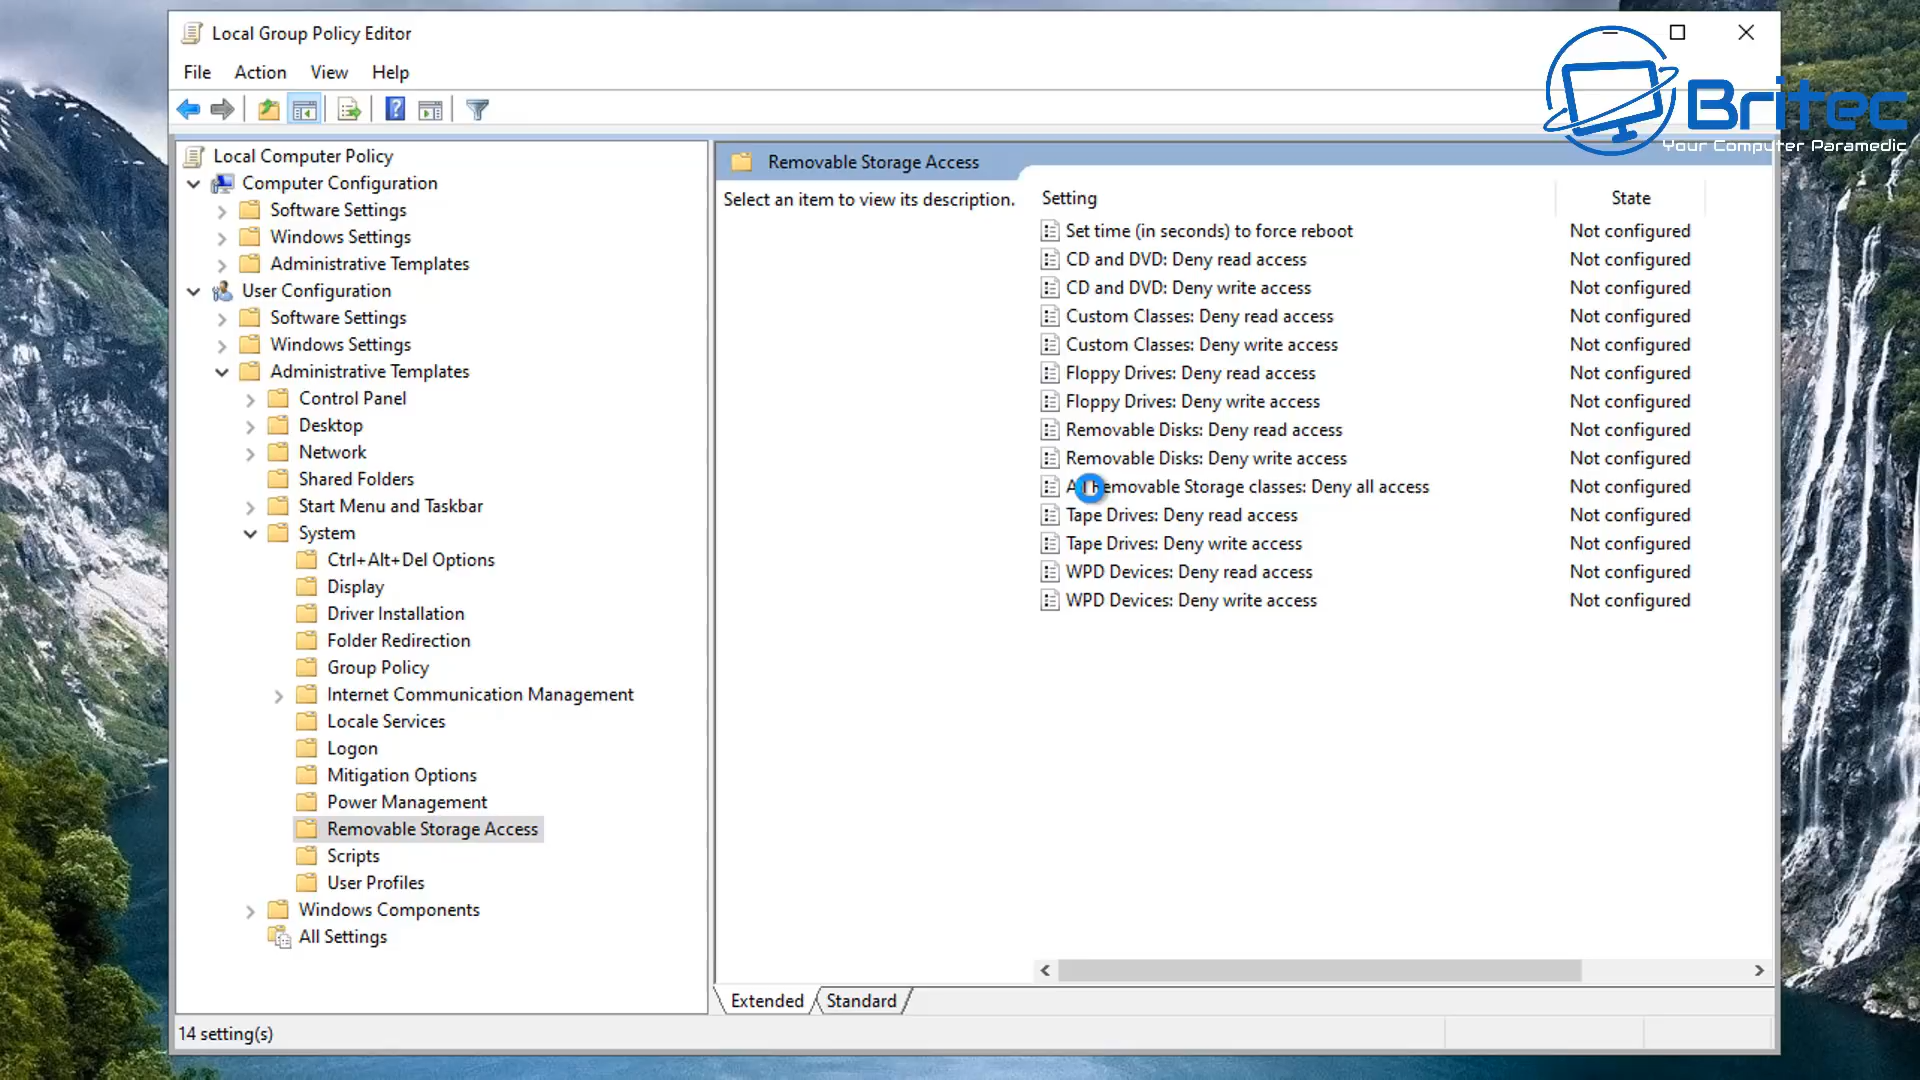 Local Group Policy Editor
File Action View Help
Britec
Your Computer Paramedic
Local Computer Policy
Computer Configuration
Software Settings
Windows Settings
Administrative Templates
User Configuration
Software Settings
Windows Settings
Administrative Templates
Control Panel
Desktop
Network
Shared Folders
Start Menu and Taskbar
System
Ctrl+Alt+Del Options
Display
Driver Installation
Folder Redirection
Group Policy
Internet Communication Management
Locale Services
Logon
Mitigation Options
Power Management
Removable Storage Access
Scripts
User Profiles
Windows Components
All Settings
Removable Storage Access
Select an item to view its description.
Setting State
Set time (in seconds) to force reboot Not configured
CD and DVD: Deny read access Not configured
CD and DVD: Deny write access Not configured
Custom Classes: Deny read access Not configured
Custom Classes: Deny write access Not configured
Floppy Drives: Deny read access Not configured
Floppy Drives: Deny write access Not configured
Removable Disks: Deny read access Not configured
Removable Disks: Deny write access Not configured
All Removable Storage classes: Deny all access Not configured
Tape Drives: Deny read access Not configured
Tape Drives: Deny write access Not configured
WPD Devices: Deny read access Not configured
WPD Devices: Deny write access Not configured
Extended Standard
14 setting(s)